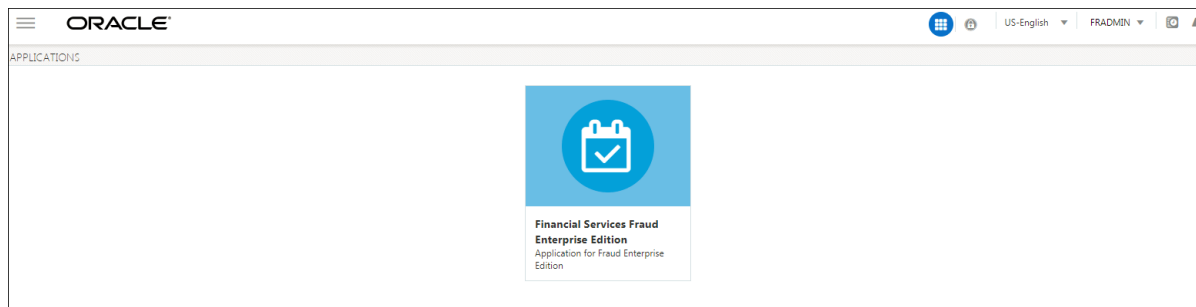 ORACLE®
US-English
FRADMIN
APPLICATIONS
Financial Services Fraud
Enterprise Edition
Application for Fraud Enterprise
Edition